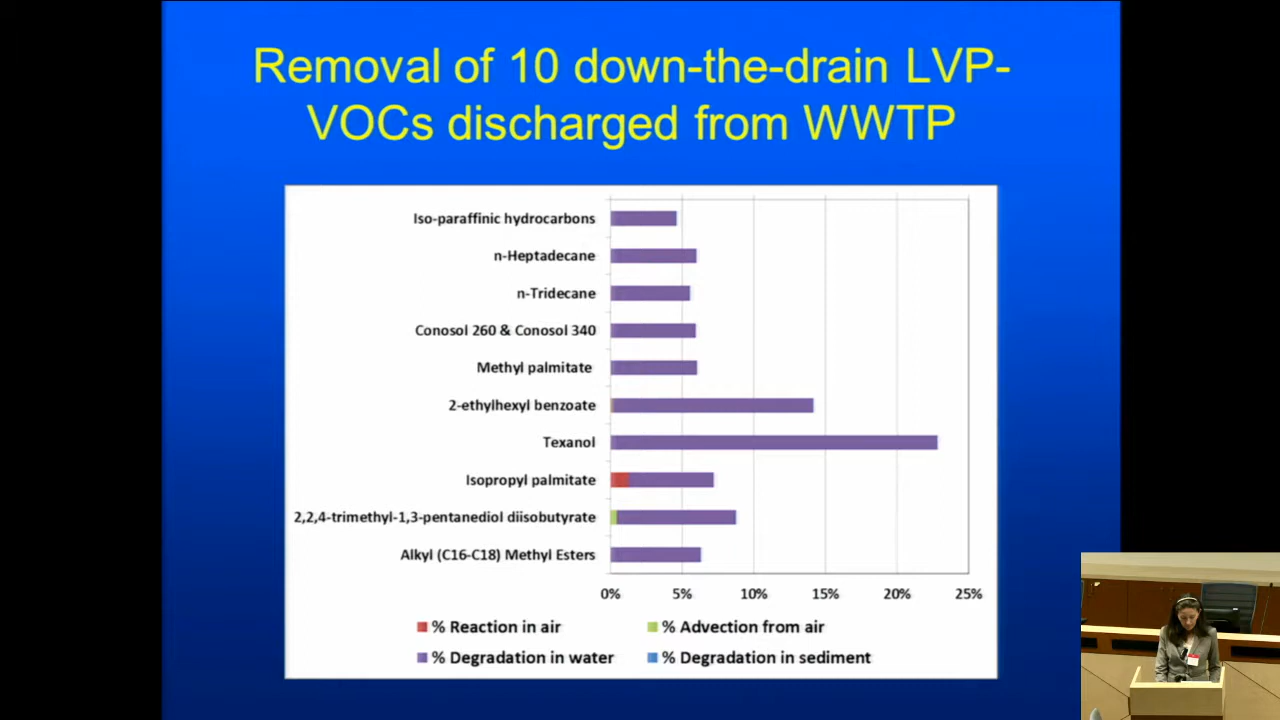 Removal of 10 down-the-drain LVP-
VOCs discharged from WWTP
Iso-paraffinic hydrocarbons
n-Heptadecane
n-Tridecane
Conosol 260 & Conosol 340
Methyl palmitate
2-ethylhexyl benzoate
Texanol
Isopropyl palmitate
2,2,4-trimethyl-1,3-pentanediol diisobutyrate
Alkyl (C16-C18) Methyl Esters
0% 5% 10% 15% 20% 25%
% Reaction in air % Advection from air
% Degradation in water % Degradation in sediment